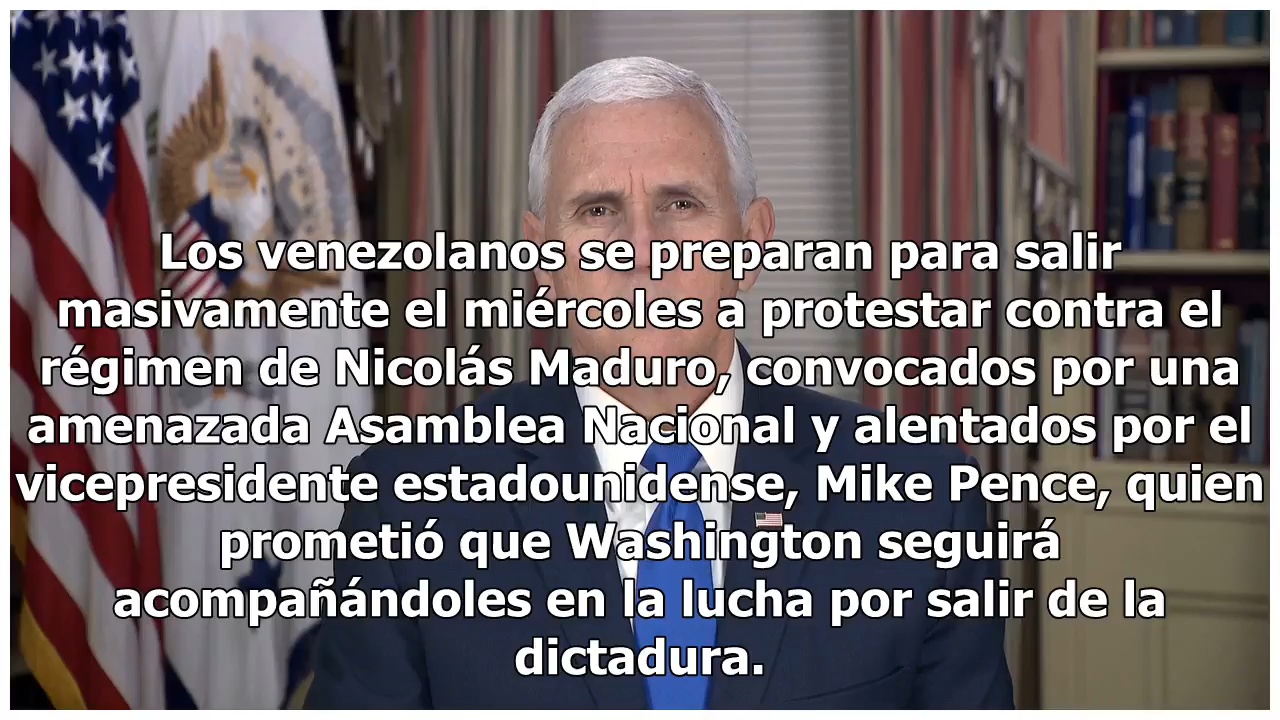 Los venezolanos se preparan para salir
masivamente el miércoles a protestar contra el
régimen de Nicolás Maduro, convocados por una
amenazada Asamblea Nacional y alentados por el
vicepresidente estadounidense, Mike Pence, quien
prometió que Washington seguirá
acompañándoles en la lucha por salir de la
dictadura.